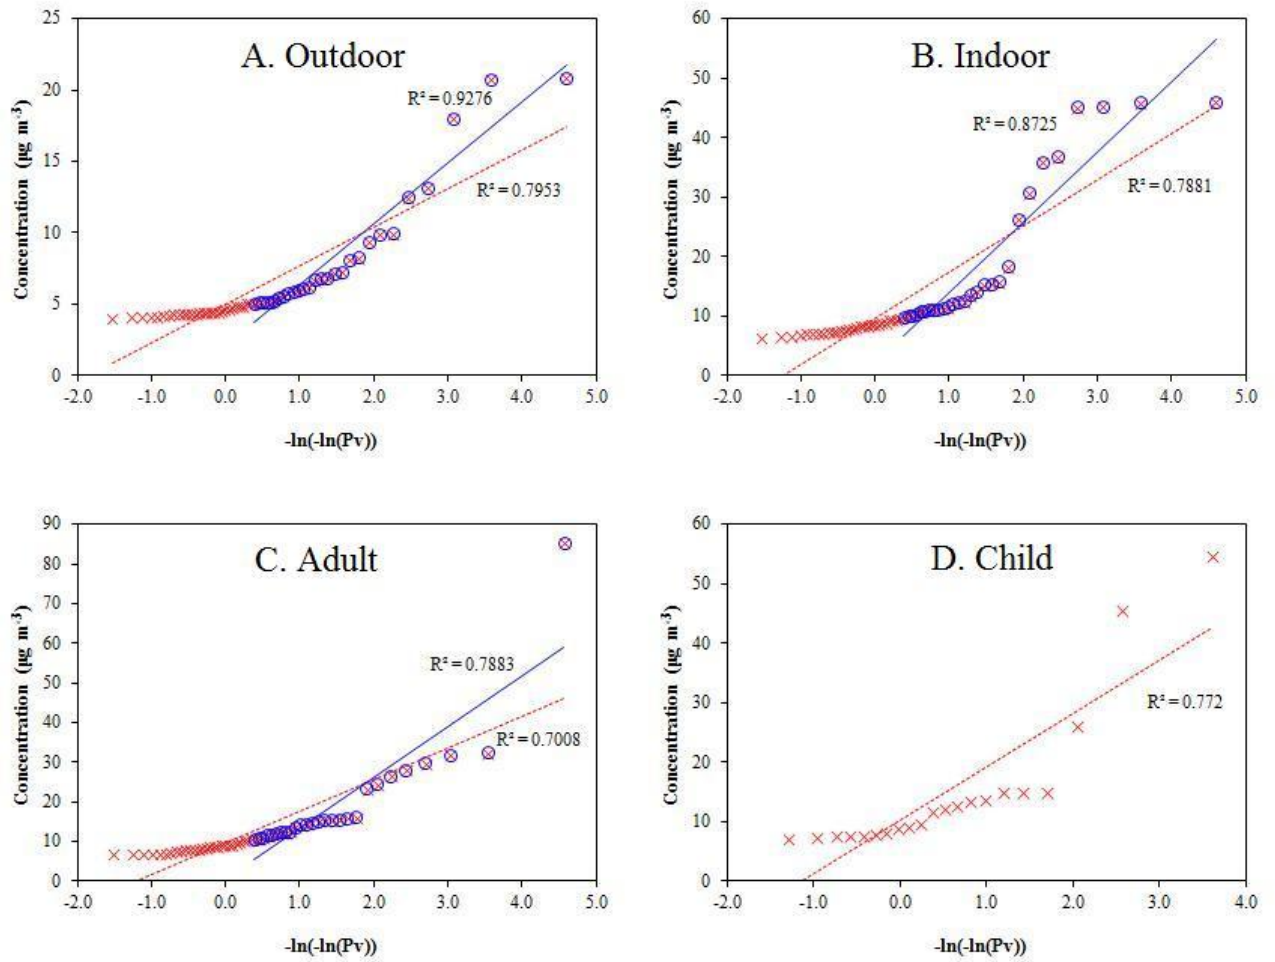 A. Outdoor
Concentration (µg m⁻³)
25
20
15
10
5
0
R² = 0.9276
R² = 0.7953
-2.0 -1.0 0.0 1.0 2.0 3.0 4.0 5.0
-ln(-ln(Pv))
B. Indoor
Concentration (µg m⁻³)
60
50
40
30
20
10
0
R² = 0.8725
R² = 0.7881
-2.0 -1.0 0.0 1.0 2.0 3.0 4.0 5.0
-ln(-ln(Pv))
C. Adult
Concentration (µg m⁻³)
90
80
70
60
50
40
30
20
10
0
R² = 0.7883
R² = 0.7008
-2.0 -1.0 0.0 1.0 2.0 3.0 4.0 5.0
-ln(-ln(Pv))
D. Child
Concentration (µg m⁻³)
60
50
40
30
20
10
0
R² = 0.772
-2.0 -1.0 0.0 1.0 2.0 3.0 4.0
-ln(-ln(Pv))